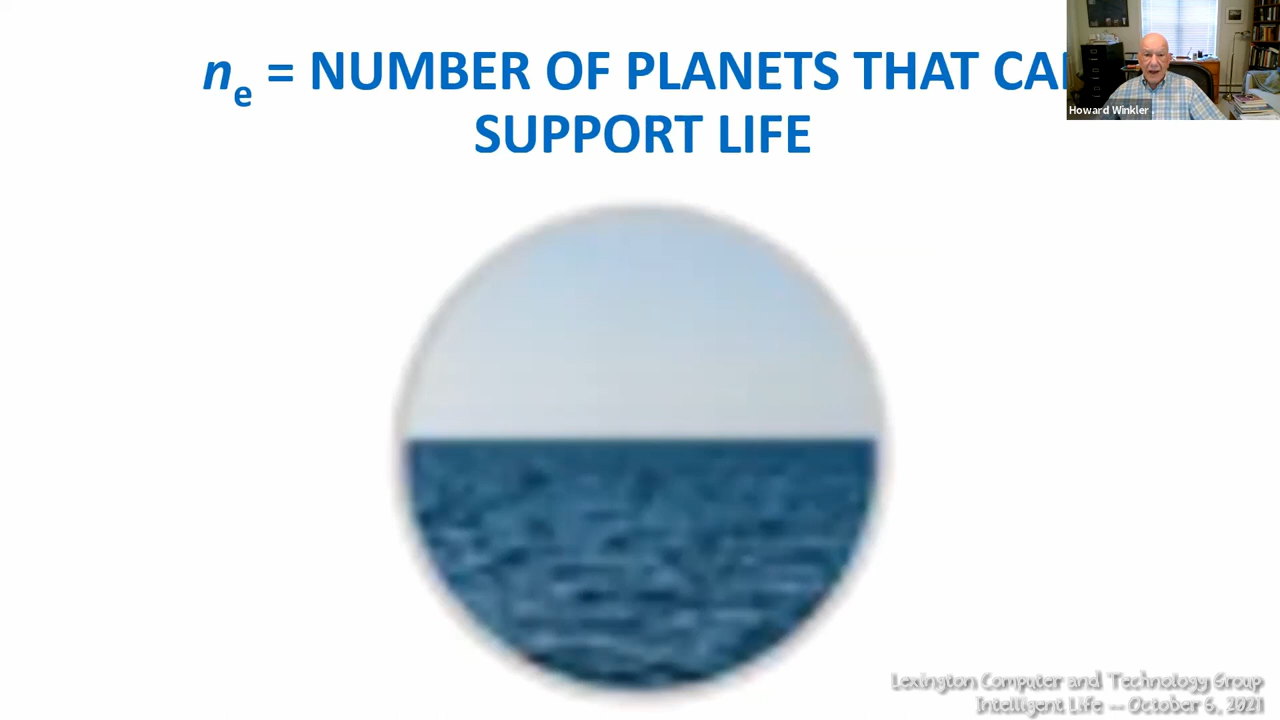 nₑ = NUMBER OF PLANETS THAT CA
SUPPORT LIFE
Howard Winkler
Lexington Computer and Technology Group
Intelligent Life -- October 6, 2021